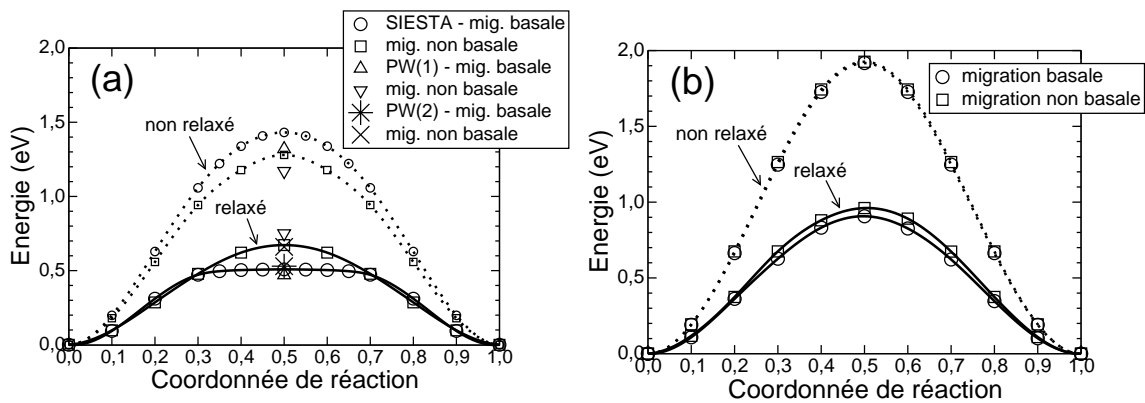 SIESTA - mig. basale
mig. non basale
PW(1) - mig. basale
mig. non basale
PW(2) - mig. basale
mig. non basale
(a)
non relaxé
relaxé
2,0
1,5
1,0
0,5
0,0
Energie (eV)
0,0 0,1 0,2 0,3 0,4 0,5 0,6 0,7 0,8 0,9 1,0
Coordonnée de réaction
migration basale
migration non basale
(b)
non relaxé
relaxé
2,0
1,5
1,0
0,5
0,0
Energie (eV)
0,0 0,1 0,2 0,3 0,4 0,5 0,6 0,7 0,8 0,9 1,0
Coordonnée de réaction